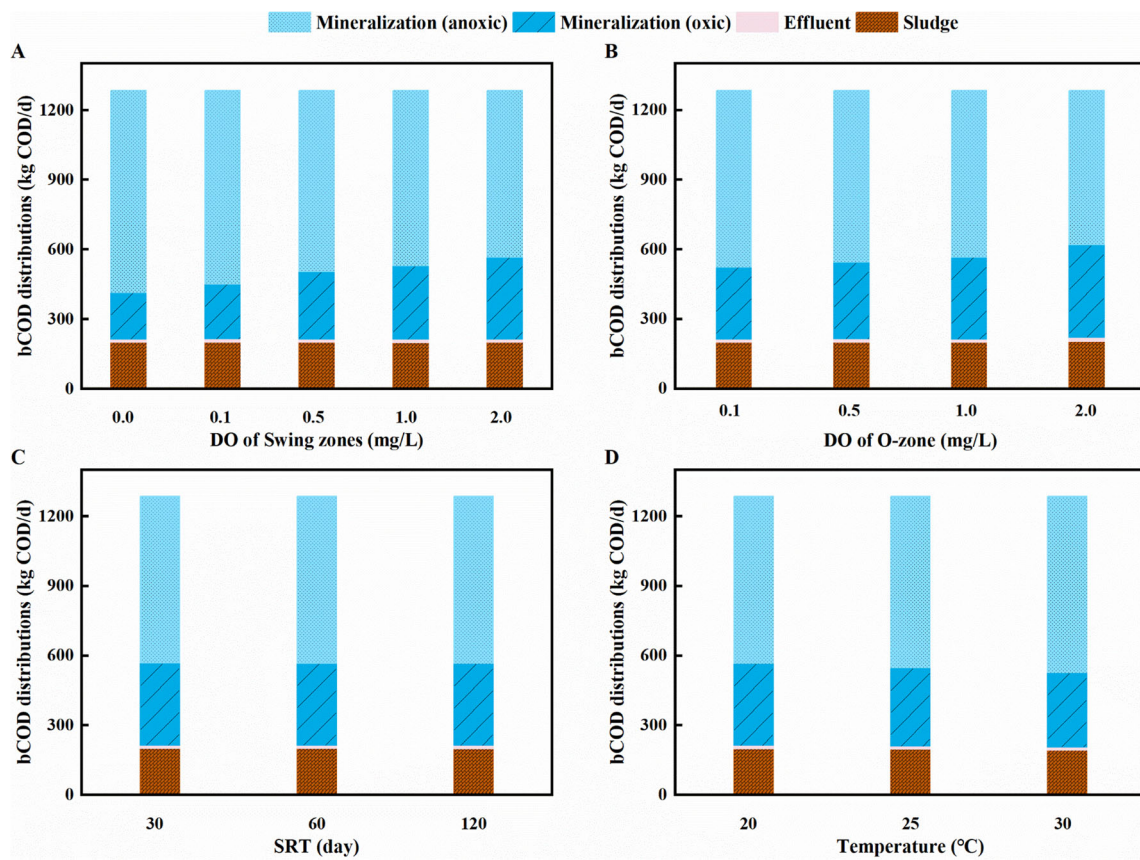 Mineralization (anoxic) Mineralization (oxic) Effluent Sludge
A
bCOD distributions (kg COD/d)
1200
900
600
300
0
0.0 0.1 0.5 1.0 2.0
DO of Swing zones (mg/L)
B
bCOD distributions (kg COD/d)
1200
900
600
300
0
0.1 0.5 1.0 2.0
DO of O-zone (mg/L)
C
bCOD distributions (kg COD/d)
1200
900
600
300
0
30 60 120
SRT (day)
D
bCOD distributions (kg COD/d)
1200
900
600
300
0
20 25 30
Temperature (℃)